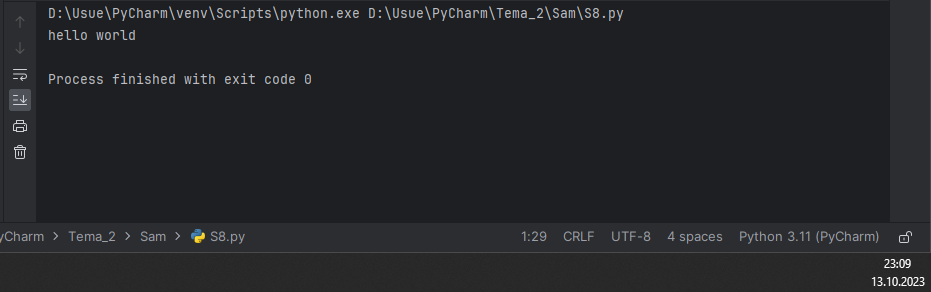 D:\Usue\PyCharm\venv\Scripts\python.exe D:\Usue\PyCharm\Tema_2\Sam\S8.py
hello world
Process finished with exit code 0
yCharm > Tema_2 > Sam > S8.py 1:29 CRLF UTF-8 4 spaces Python 3.11 (PyCharm)
23:09
13.10.2023